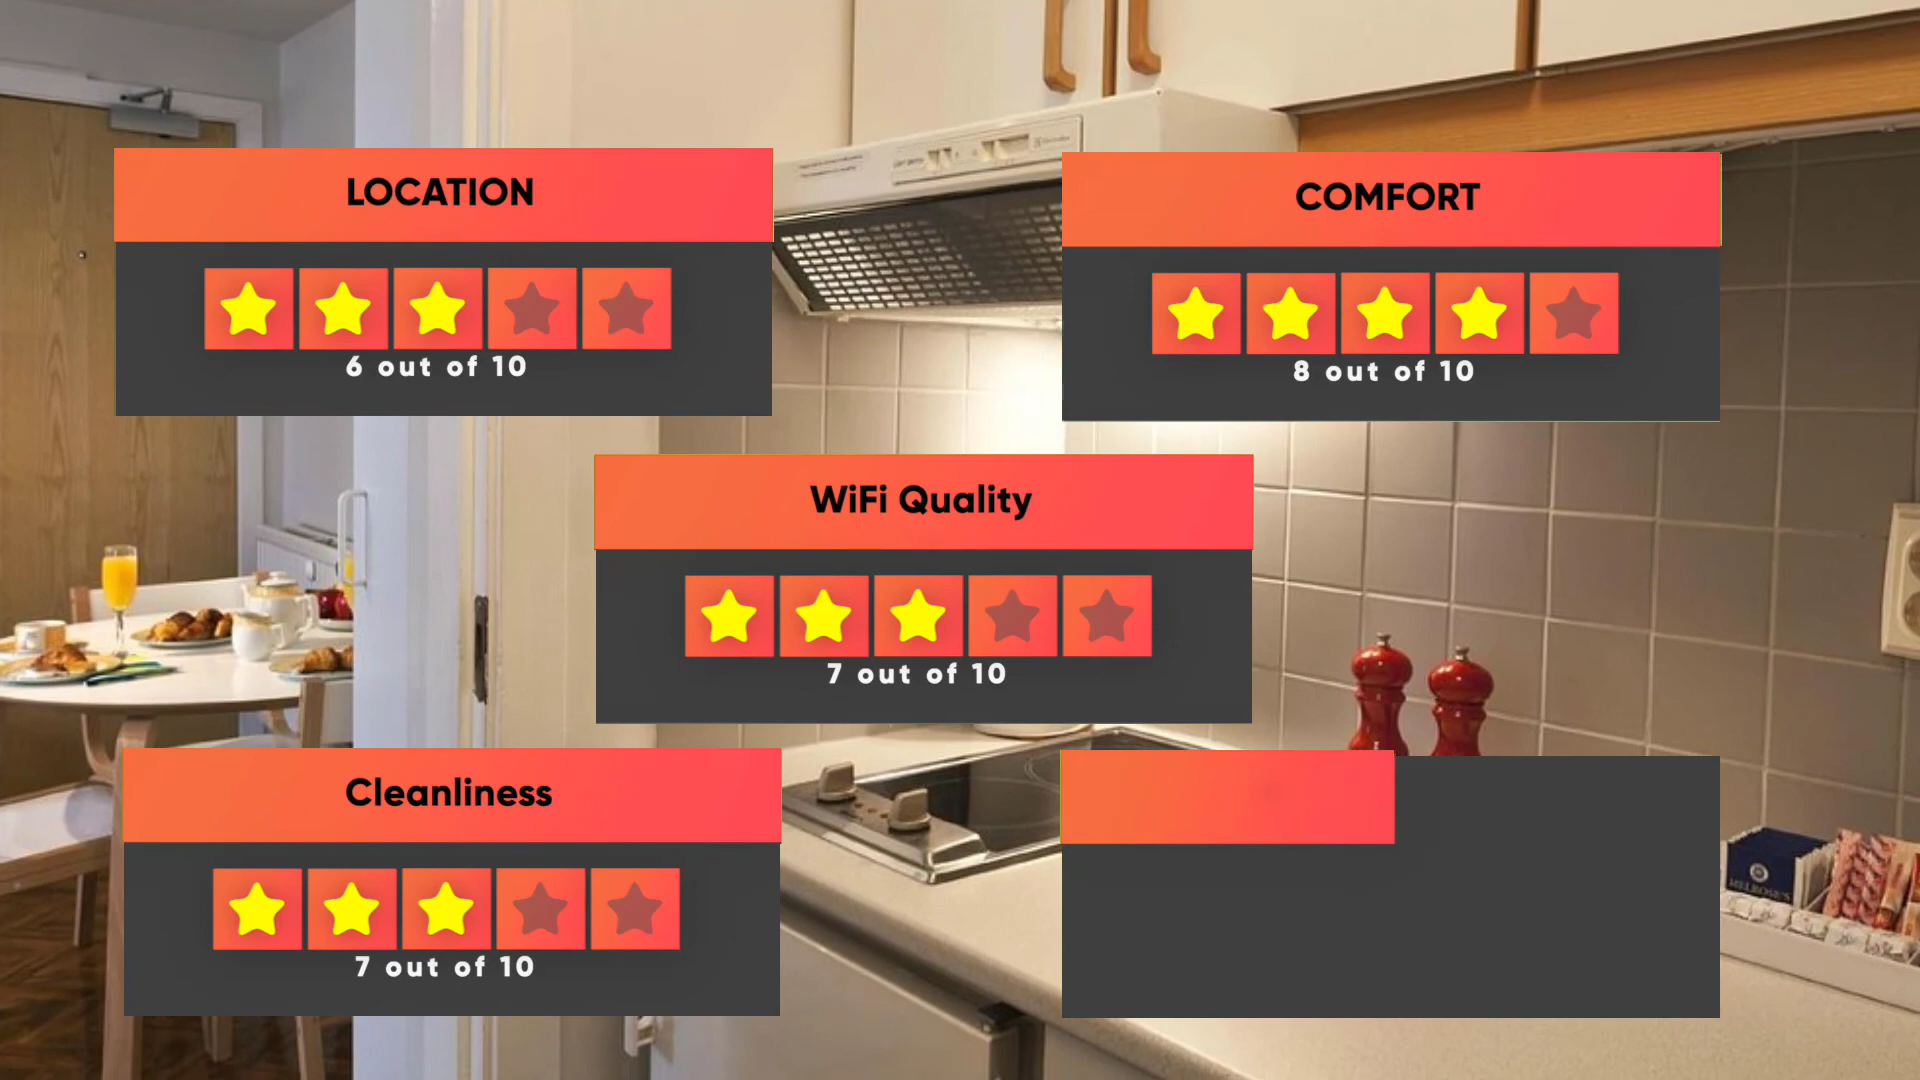 LOCATION
6 out of 10
COMFORT
8 out of 10
WiFi Quality
7 out of 10
Cleanliness
7 out of 10
MELROSE'S